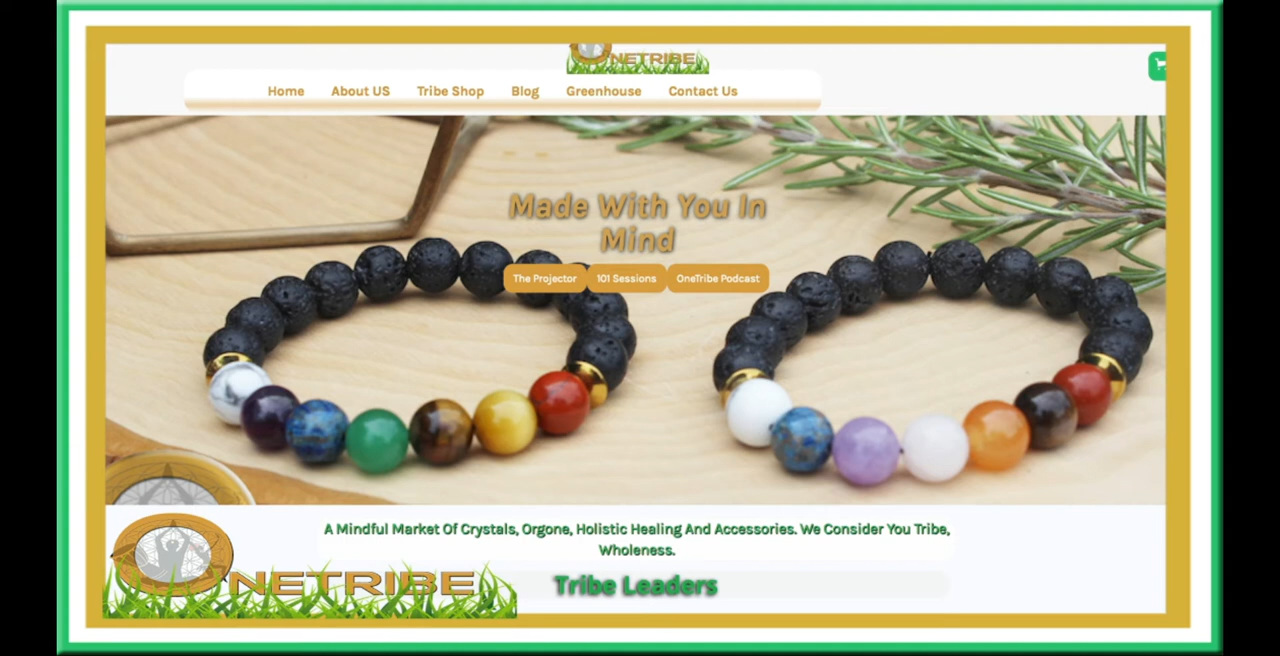 ONETRIBE
Home About US Tribe Shop Blog Greenhouse Contact Us
Made With You In
Mind
The Projector 101 Sessions OneTribe Podcast
A Mindful Market Of Crystals, Orgone, Holistic Healing And Accessories. We Consider You Tribe,
Wholeness.
ONETRIBE
Tribe Leaders